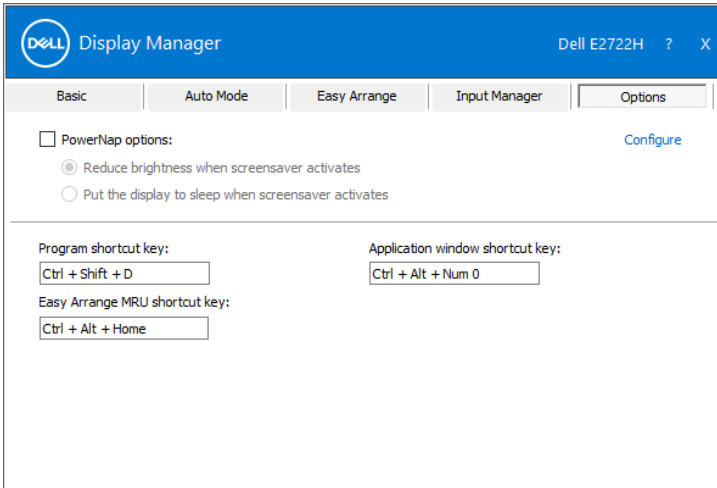 DELL Display Manager Dell E2722H ? X
Basic Auto Mode Easy Arrange Input Manager Options
PowerNap options: Configure
Reduce brightness when screensaver activates
Put the display to sleep when screensaver activates
Program shortcut key: Application window shortcut key:
Ctrl + Shift + D Ctrl + Alt + Num 0
Easy Arrange MRU shortcut key:
Ctrl + Alt + Home